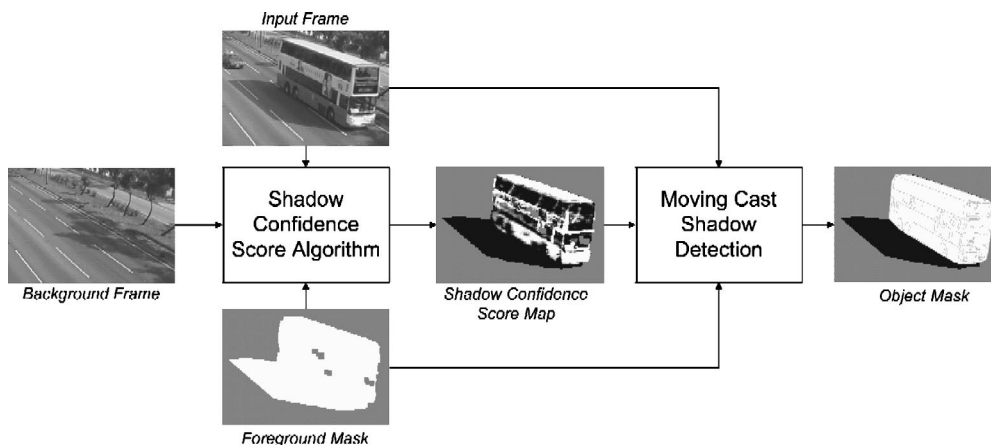 Input Frame
Shadow
Confidence
Score Algorithm
Moving Cast
Shadow
Detection
Background Frame
Shadow Confidence
Score Map
Object Mask
Foreground Mask